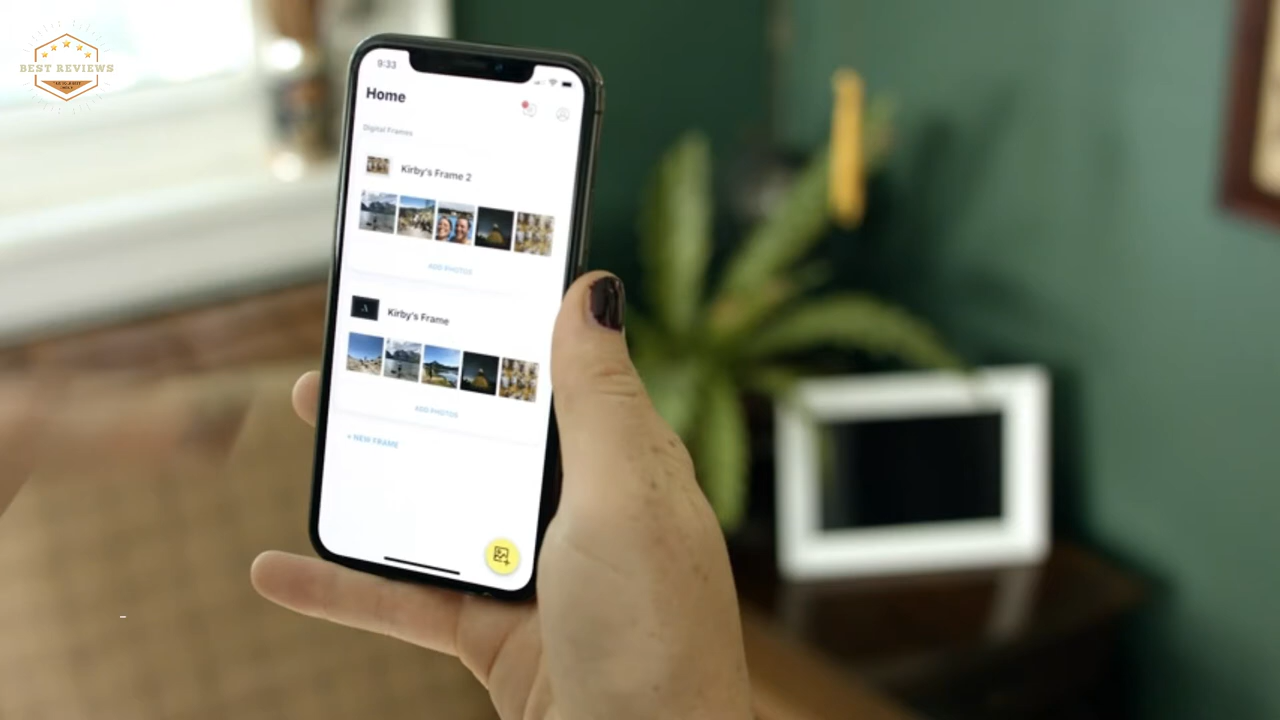 BEST REVIEWS
9:33
Home
Digital Frames
Kirby's Frame 2
ADD PHOTOS
Kirby's Frame
ADD PHOTOS
+ NEW FRAME